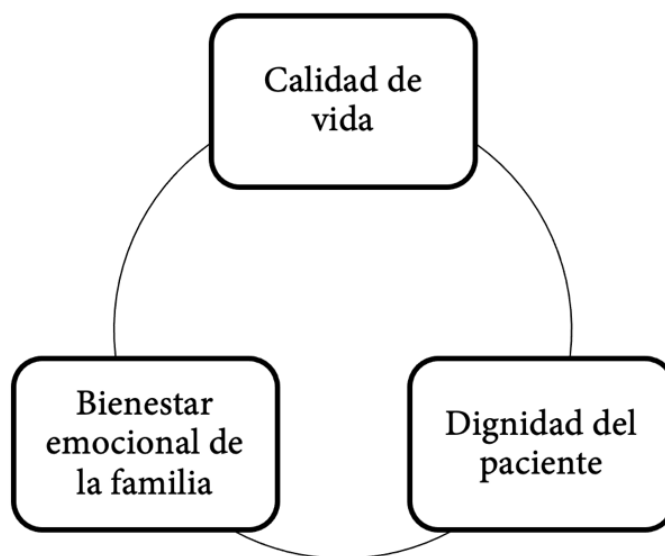 Calidad de
vida
Bienestar
emocional de
la familia
Dignidad del
paciente